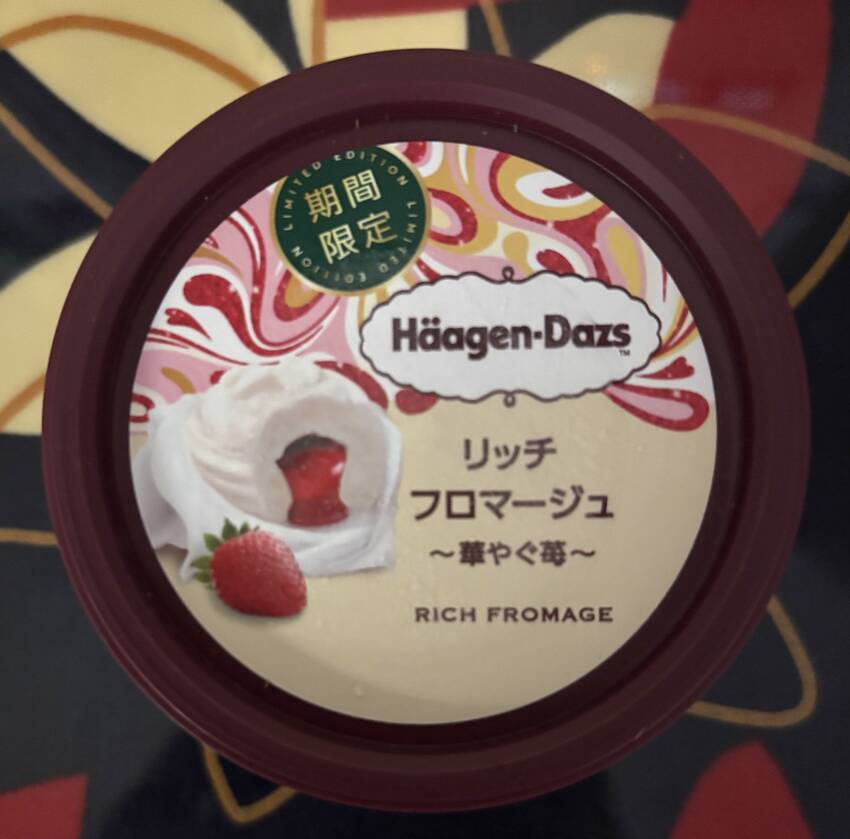 LIMITED EDITION LIMITED EDITION
期間
限定
Häagen-Dazs
TM
リッチ
フロマージュ
〜華やぐ苺〜
RICH FROMAGE